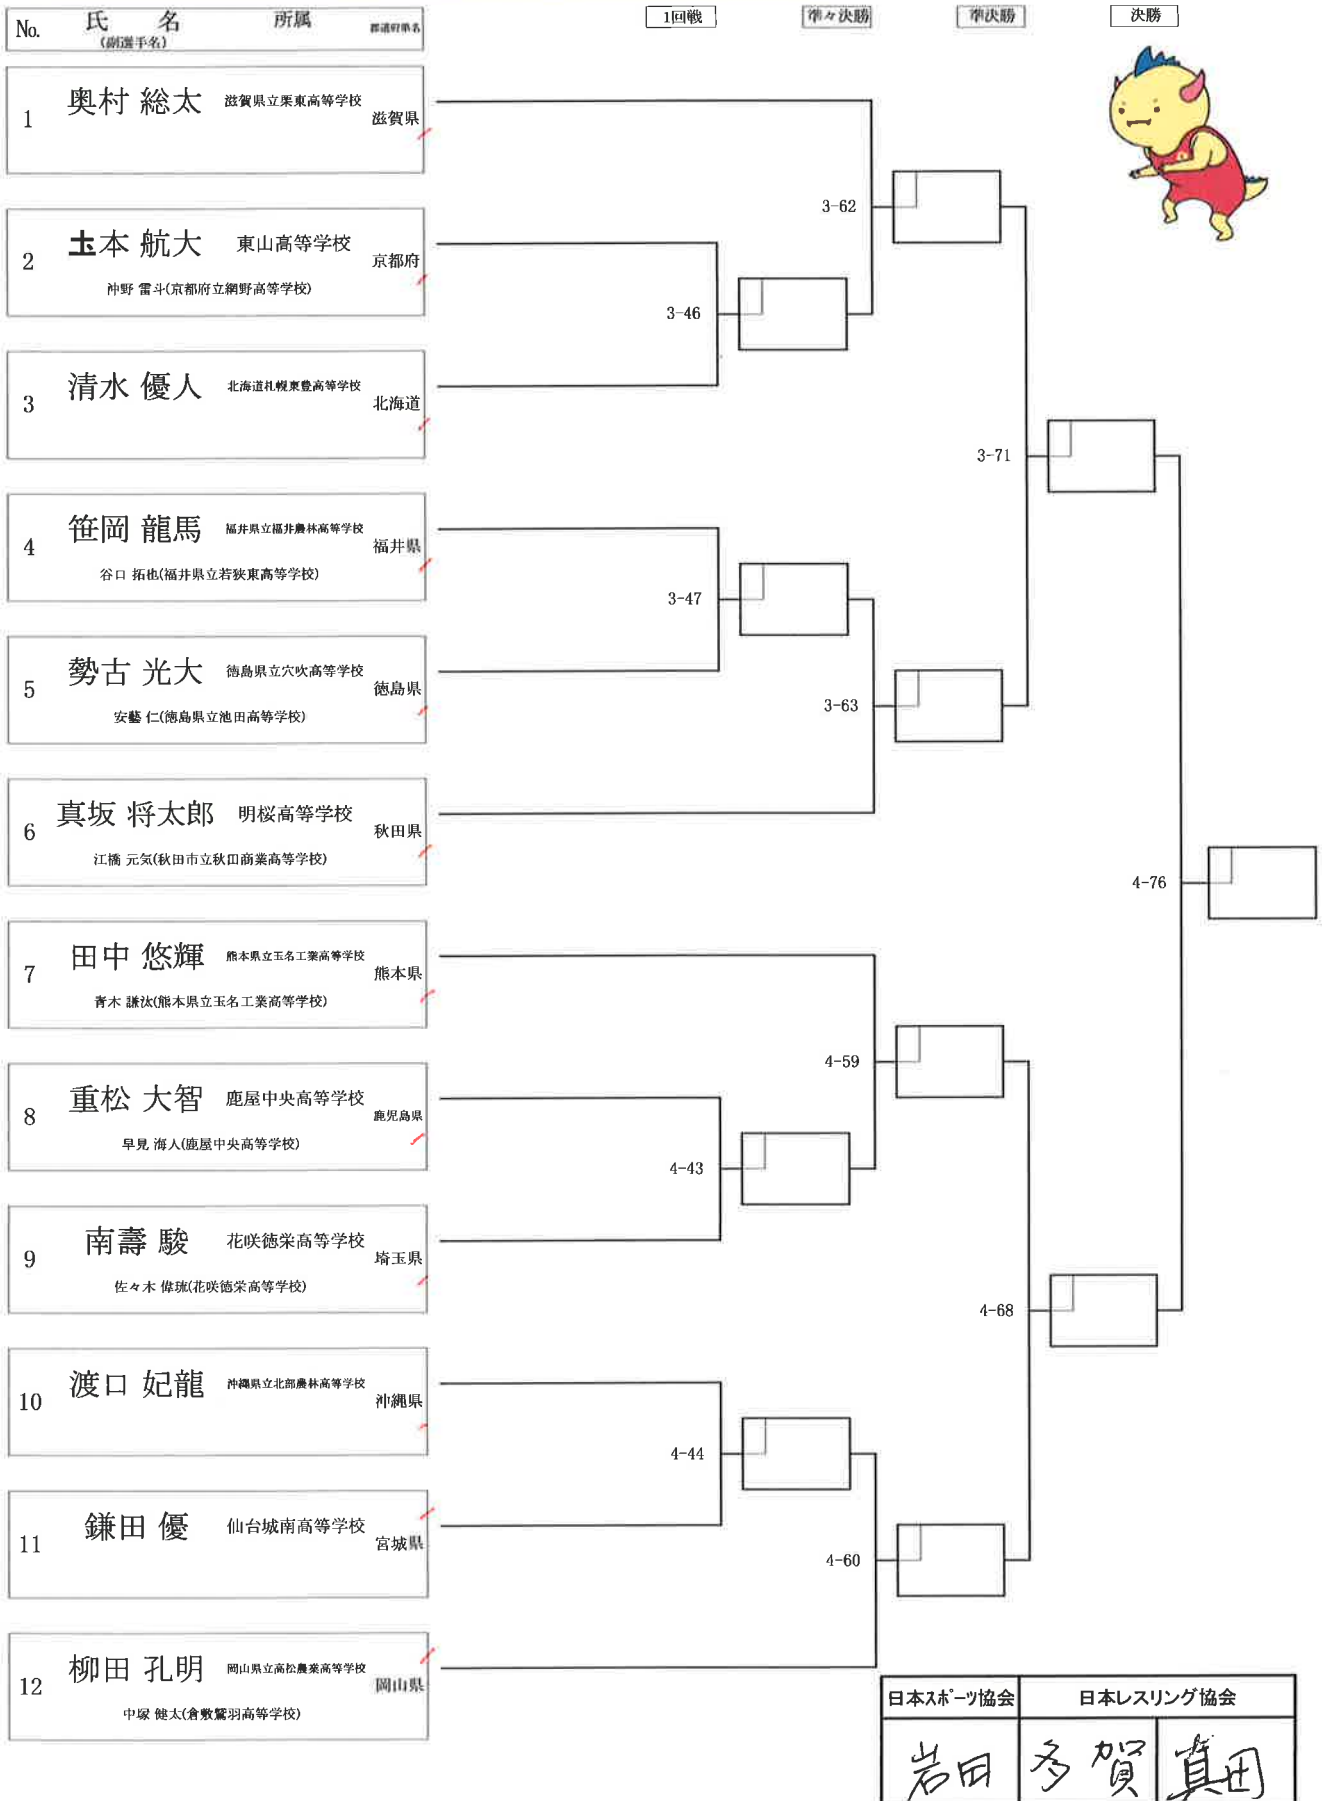 No. 氏名 所属 都道府県名
(副選手名)
1回戦 準々決勝 準決勝 決勝
1 奥村 総太 滋賀県立栗東高等学校 滋賀県
3-62
2 圡本 航大 東山高等学校 京都府
沖野 雷斗(京都府立網野高等学校)
3-46
3 清水 優人 北海道札幌東豊高等学校 北海道
3-71
4 笹岡 龍馬 福井県立福井農林高等学校 福井県
谷口 拓也(福井県立若狭東高等学校)
3-47
5 勢古 光大 徳島県立穴吹高等学校 徳島県
安藝 仁(徳島県立池田高等学校)
3-63
6 真坂 将太郎 明桜高等学校 秋田県
江橋 元気(秋田市立秋田商業高等学校)
4-76
7 田中 悠輝 熊本県立玉名工業高等学校 熊本県
青木 謙汰(熊本県立玉名工業高等学校)
4-59
8 重松 大智 鹿屋中央高等学校 鹿児島県
早見 海人(鹿屋中央高等学校)
4-43
9 南壽 駿 花咲徳栄高等学校 埼玉県
佐々木 偉琉(花咲徳栄高等学校)
4-68
10 渡口 妃龍 沖縄県立北部農林高等学校 沖縄県
4-44
11 鎌田 優 仙台城南高等学校 宮城県
4-60
12 柳田 孔明 岡山県立高松農業高等学校 岡山県
中塚 健太(倉敷鷲羽高等学校)
日本スポーツ協会 日本レスリング協会
岩田 多賀 真田